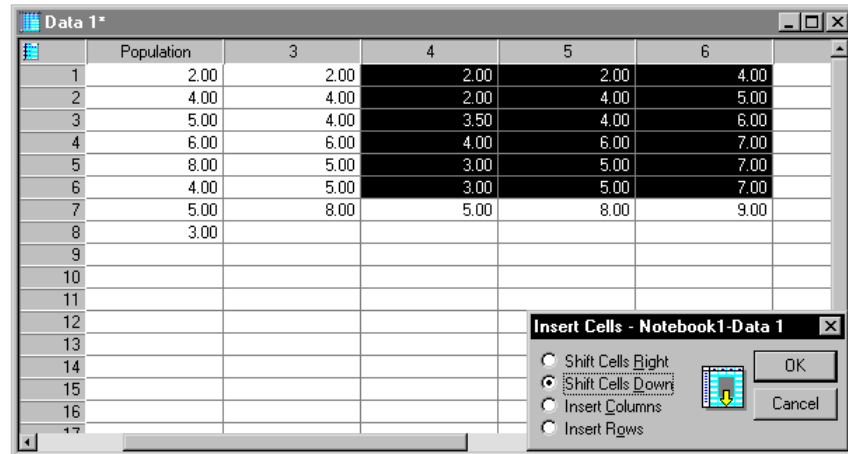 Data 1*
Population 3 4 5 6
1 2.00 2.00 2.00 2.00 4.00
2 4.00 4.00 2.00 4.00 5.00
3 5.00 4.00 3.50 4.00 6.00
4 6.00 6.00 4.00 6.00 7.00
5 8.00 5.00 3.00 5.00 7.00
6 4.00 5.00 3.00 5.00 7.00
7 5.00 8.00 5.00 8.00 9.00
8 3.00
9
10
11
12
13
14
15
16
17
Insert Cells - Notebook1-Data 1
Shift Cells Right
Shift Cells Down
Insert Columns
Insert Rows
OK
Cancel